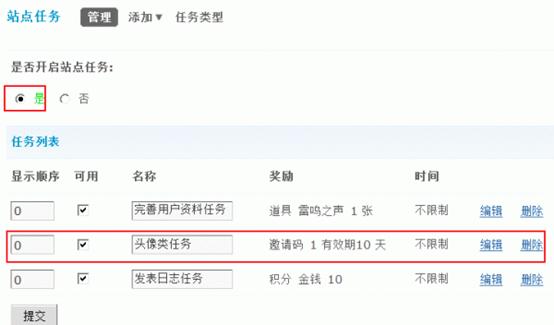 站点任务 管理 添加▼ 任务类型
是否开启站点任务:
是 否
任务列表
显示顺序 可用 名称 奖励 时间
0 完善用户资料任务 道具 雷鸣之声 1 张 不限制 编辑 删除
0 头像类任务 邀请码 1 有效期10 天 不限制 编辑 删除
0 发表日志任务 积分 金钱 10 不限制 编辑 删除
提交